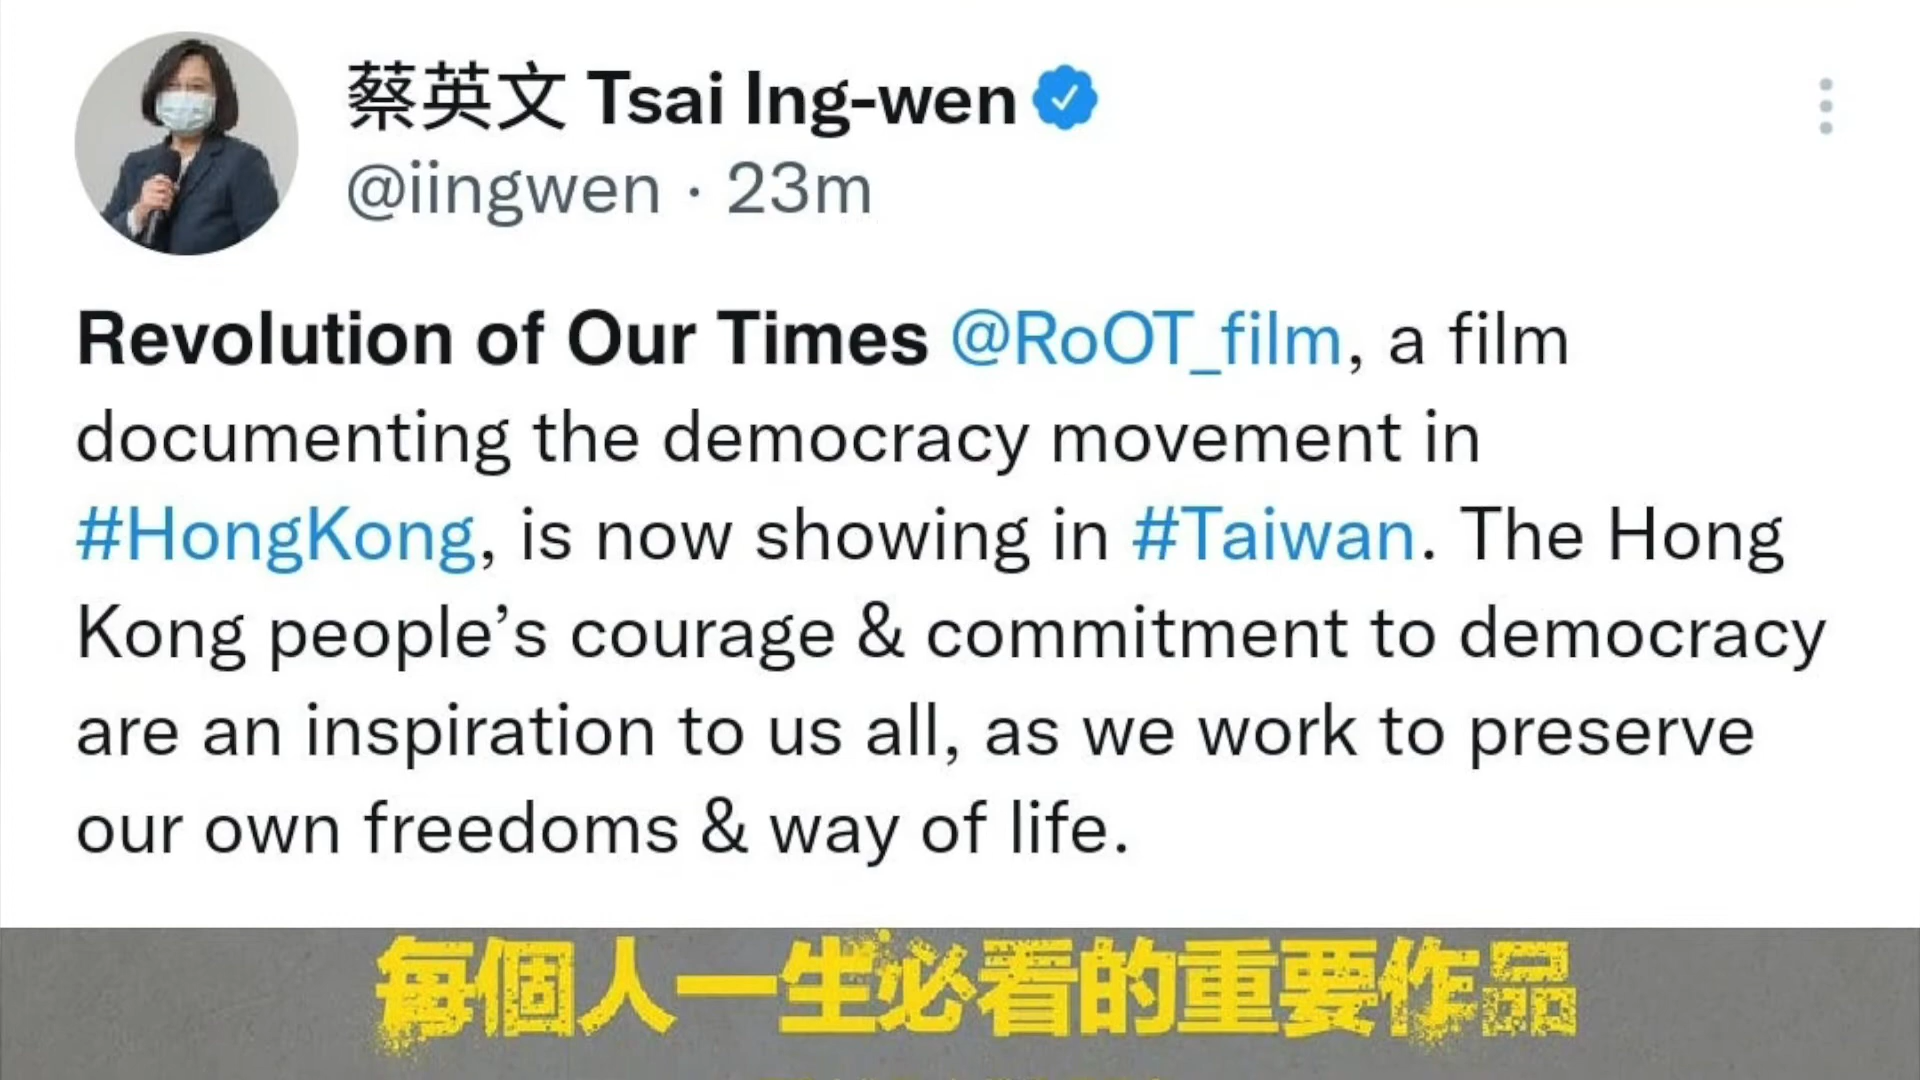 蔡英文 Tsai Ing-wen
@iingwen · 23m
Revolution of Our Times @RoOT_film, a film
documenting the democracy movement in
#HongKong, is now showing in #Taiwan. The Hong
Kong people’s courage & commitment to democracy
are an inspiration to us all, as we work to preserve
our own freedoms & way of life.
每個人一生必看的重要作品